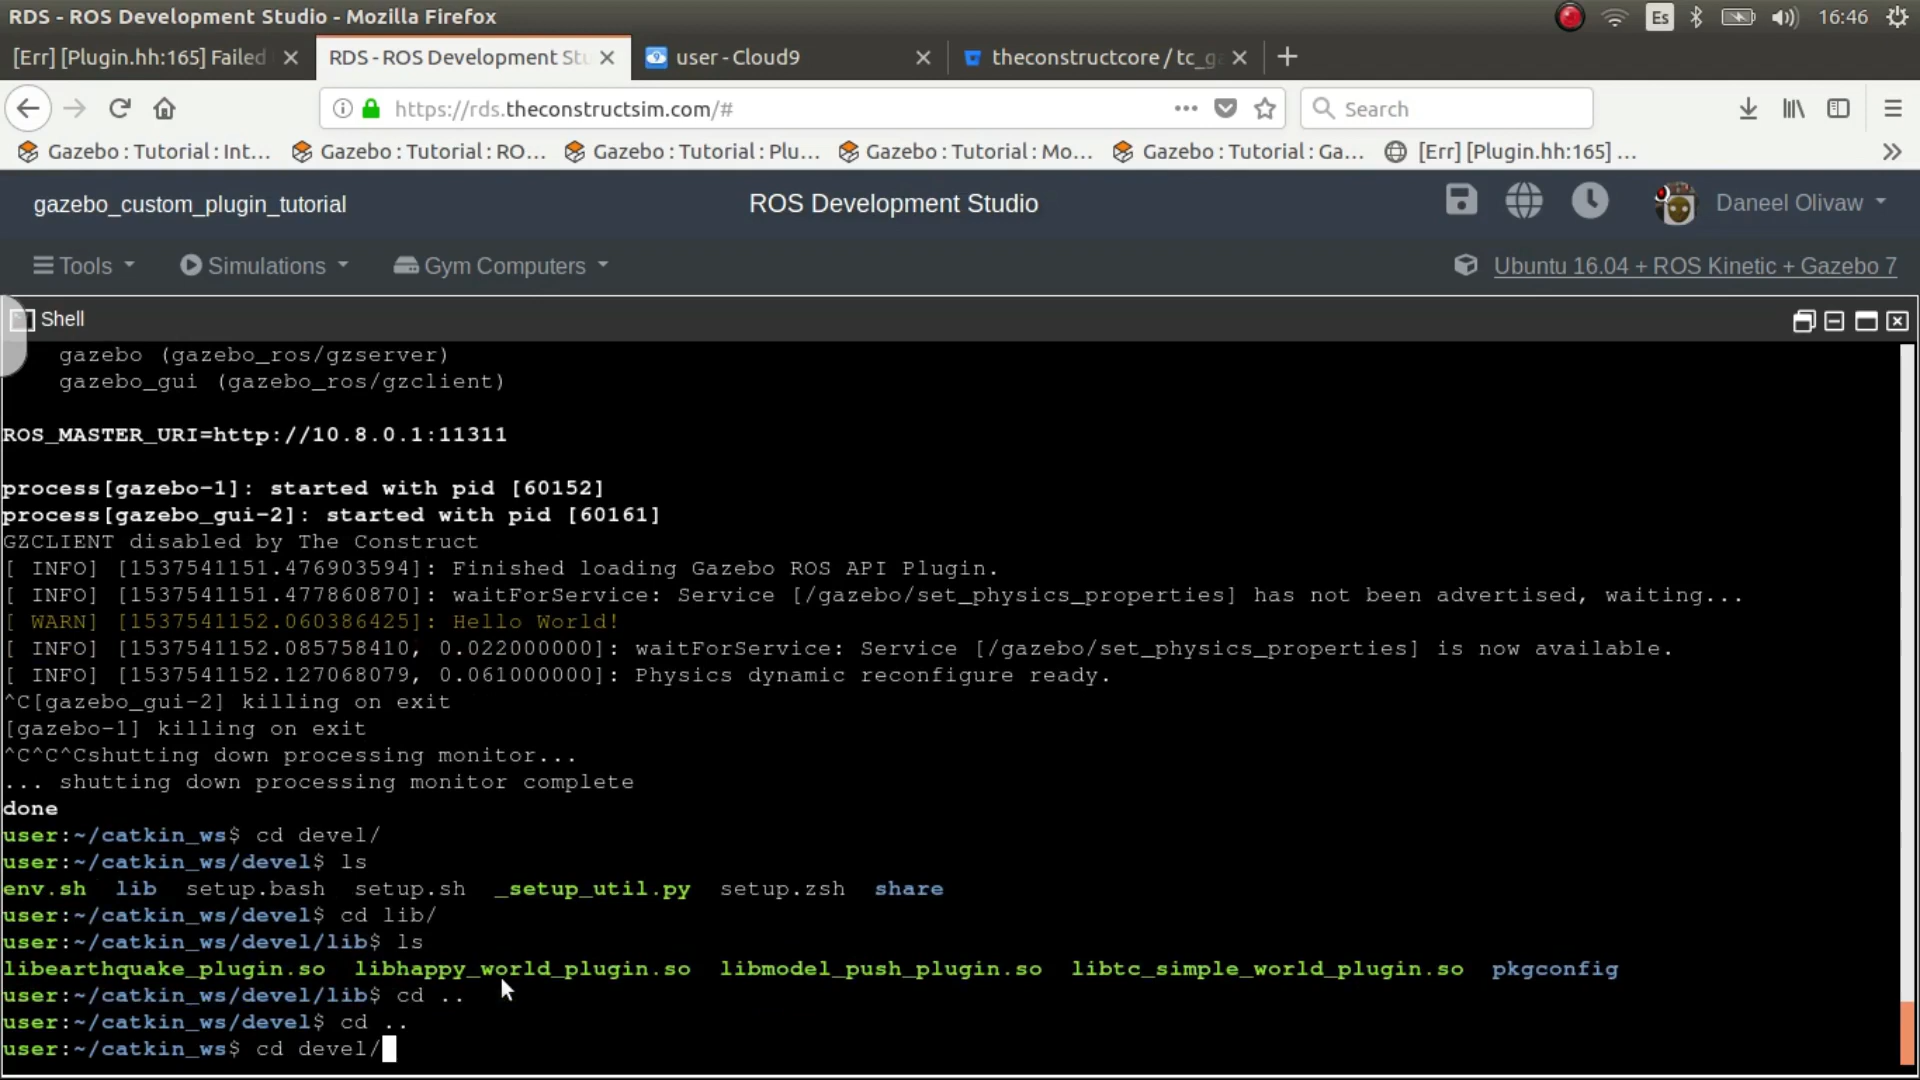 RDS - ROS Development Studio - Mozilla Firefox
Es
16:46
[Err] [Plugin.hh:165] Failed
RDS - ROS Development Stu
user - Cloud9
theconstructcore / tc_ga
https://rds.theconstructsim.com/#
Search
Gazebo : Tutorial : Int...
Gazebo : Tutorial : RO...
Gazebo : Tutorial : Plu...
Gazebo : Tutorial : Mo...
Gazebo : Tutorial : Ga...
[Err] [Plugin.hh:165] ...
gazebo_custom_plugin_tutorial
ROS Development Studio
Daneel Olivaw
Tools
Simulations
Gym Computers
Ubuntu 16.04 + ROS Kinetic + Gazebo 7
Shell
gazebo (gazebo_ros/gzserver)
gazebo_gui (gazebo_ros/gzclient)
ROS_MASTER_URI=http://10.8.0.1:11311
process[gazebo-1]: started with pid [60152]
process[gazebo_gui-2]: started with pid [60161]
GZCLIENT disabled by The Construct
[ INFO] [1537541151.476903594]: Finished loading Gazebo ROS API Plugin.
[ INFO] [1537541151.477860870]: waitForService: Service [/gazebo/set_physics_properties] has not been advertised, waiting...
[ WARN] [1537541152.060386425]: Hello World!
[ INFO] [1537541152.085758410, 0.022000000]: waitForService: Service [/gazebo/set_physics_properties] is now available.
[ INFO] [1537541152.127068079, 0.061000000]: Physics dynamic reconfigure ready.
^C[gazebo_gui-2] killing on exit
[gazebo-1] killing on exit
^C^C^Cshutting down processing monitor...
... shutting down processing monitor complete
done
user:~/catkin_ws$ cd devel/
user:~/catkin_ws/devel$ ls
env.sh lib setup.bash setup.sh _setup_util.py setup.zsh share
user:~/catkin_ws/devel$ cd lib/
user:~/catkin_ws/devel/lib$ ls
libearthquake_plugin.so libhappy_world_plugin.so libmodel_push_plugin.so libtc_simple_world_plugin.so pkgconfig
user:~/catkin_ws/devel/lib$ cd ..
user:~/catkin_ws/devel$ cd ..
user:~/catkin_ws$ cd devel/